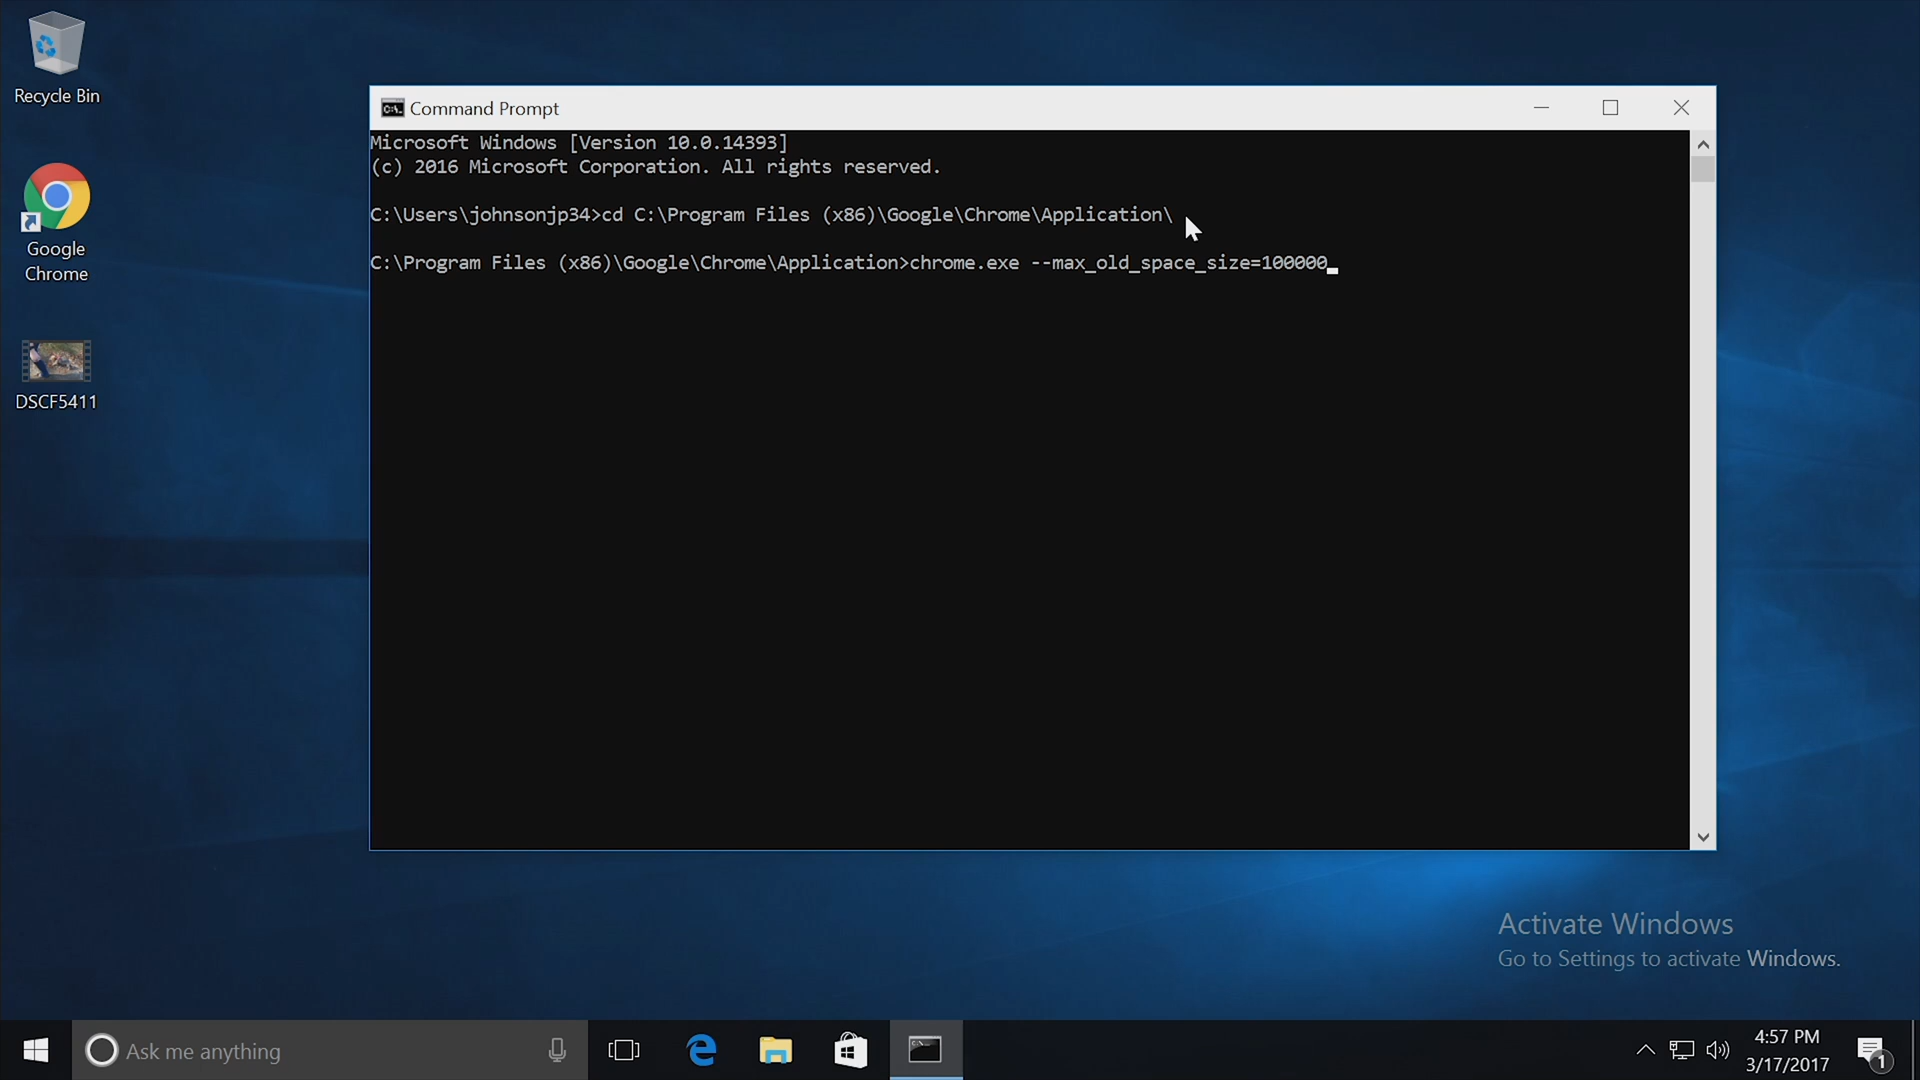 Recycle Bin
Google
Chrome
DSCF5411
Command Prompt
Microsoft Windows [Version 10.0.14393]
(c) 2016 Microsoft Corporation. All rights reserved.
C:\Users\johnsonjp34>cd C:\Program Files (x86)\Google\Chrome\Application\
C:\Program Files (x86)\Google\Chrome\Application>chrome.exe --max_old_space_size=100000_
Activate Windows
Go to Settings to activate Windows.
Ask me anything
4:57 PM
3/17/2017
1